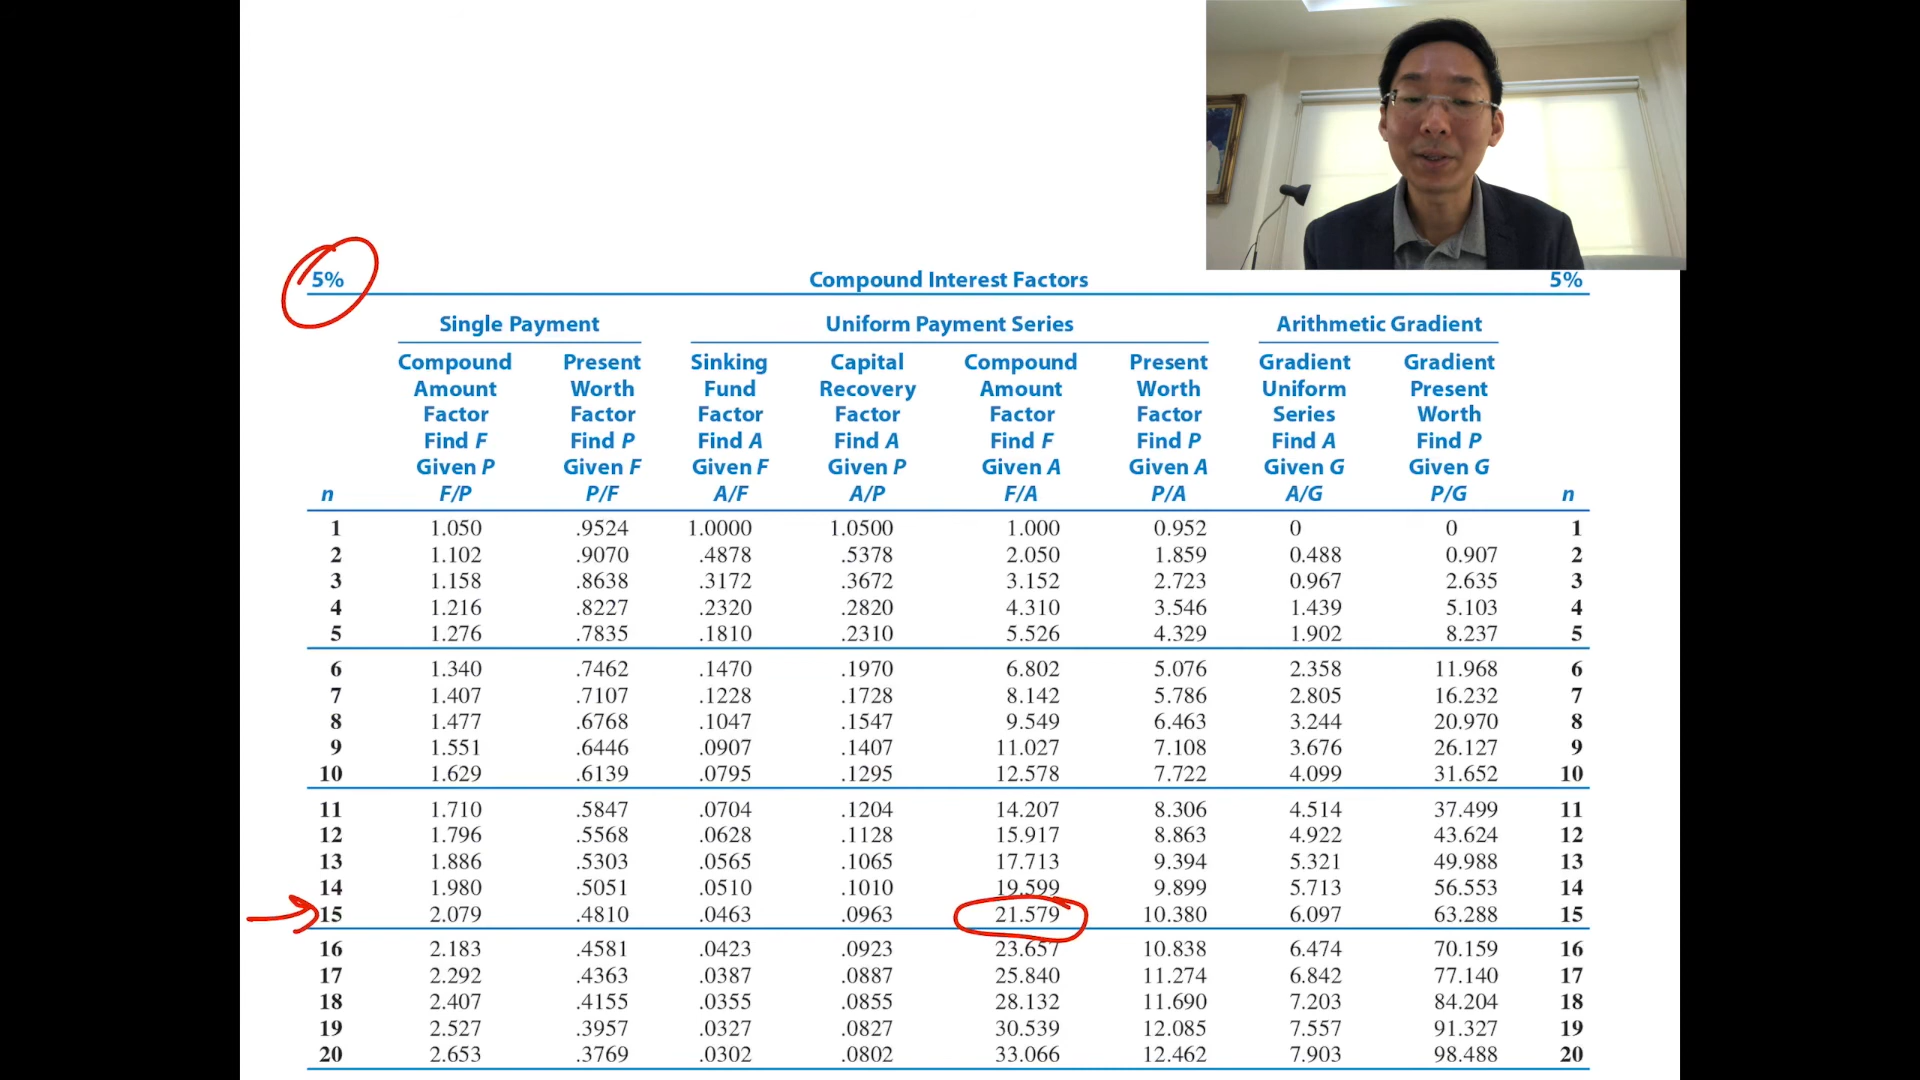 5% Compound Interest Factors 5%
Single Payment Uniform Payment Series Arithmetic Gradient
Compound Present Sinking Capital Compound Present Gradient Gradient
Amount Worth Fund Recovery Amount Worth Uniform Present
Factor Factor Factor Factor Factor Factor Series Worth
Find F Find P Find A Find A Find F Find P Find A Find P
Given P Given F Given F Given P Given A Given A Given G Given G
n F/P P/F A/F A/P F/A P/A A/G P/G n
1 1.050 .9524 1.0000 1.0500 1.000 0.952 0 0 1
2 1.102 .9070 .4878 .5378 2.050 1.859 0.488 0.907 2
3 1.158 .8638 .3172 .3672 3.152 2.723 0.967 2.635 3
4 1.216 .8227 .2320 .2820 4.310 3.546 1.439 5.103 4
5 1.276 .7835 .1810 .2310 5.526 4.329 1.902 8.237 5
6 1.340 .7462 .1470 .1970 6.802 5.076 2.358 11.968 6
7 1.407 .7107 .1228 .1728 8.142 5.786 2.805 16.232 7
8 1.477 .6768 .1047 .1547 9.549 6.463 3.244 20.970 8
9 1.551 .6446 .0907 .1407 11.027 7.108 3.676 26.127 9
10 1.629 .6139 .0795 .1295 12.578 7.722 4.099 31.652 10
11 1.710 .5847 .0704 .1204 14.207 8.306 4.514 37.499 11
12 1.796 .5568 .0628 .1128 15.917 8.863 4.922 43.624 12
13 1.886 .5303 .0565 .1065 17.713 9.394 5.321 49.988 13
14 1.980 .5051 .0510 .1010 19.599 9.899 5.713 56.553 14
15 2.079 .4810 .0463 .0963 21.579 10.380 6.097 63.288 15
16 2.183 .4581 .0423 .0923 23.657 10.838 6.474 70.159 16
17 2.292 .4363 .0387 .0887 25.840 11.274 6.842 77.140 17
18 2.407 .4155 .0355 .0855 28.132 11.690 7.203 84.204 18
19 2.527 .3957 .0327 .0827 30.539 12.085 7.557 91.327 19
20 2.653 .3769 .0302 .0802 33.066 12.462 7.903 98.488 20